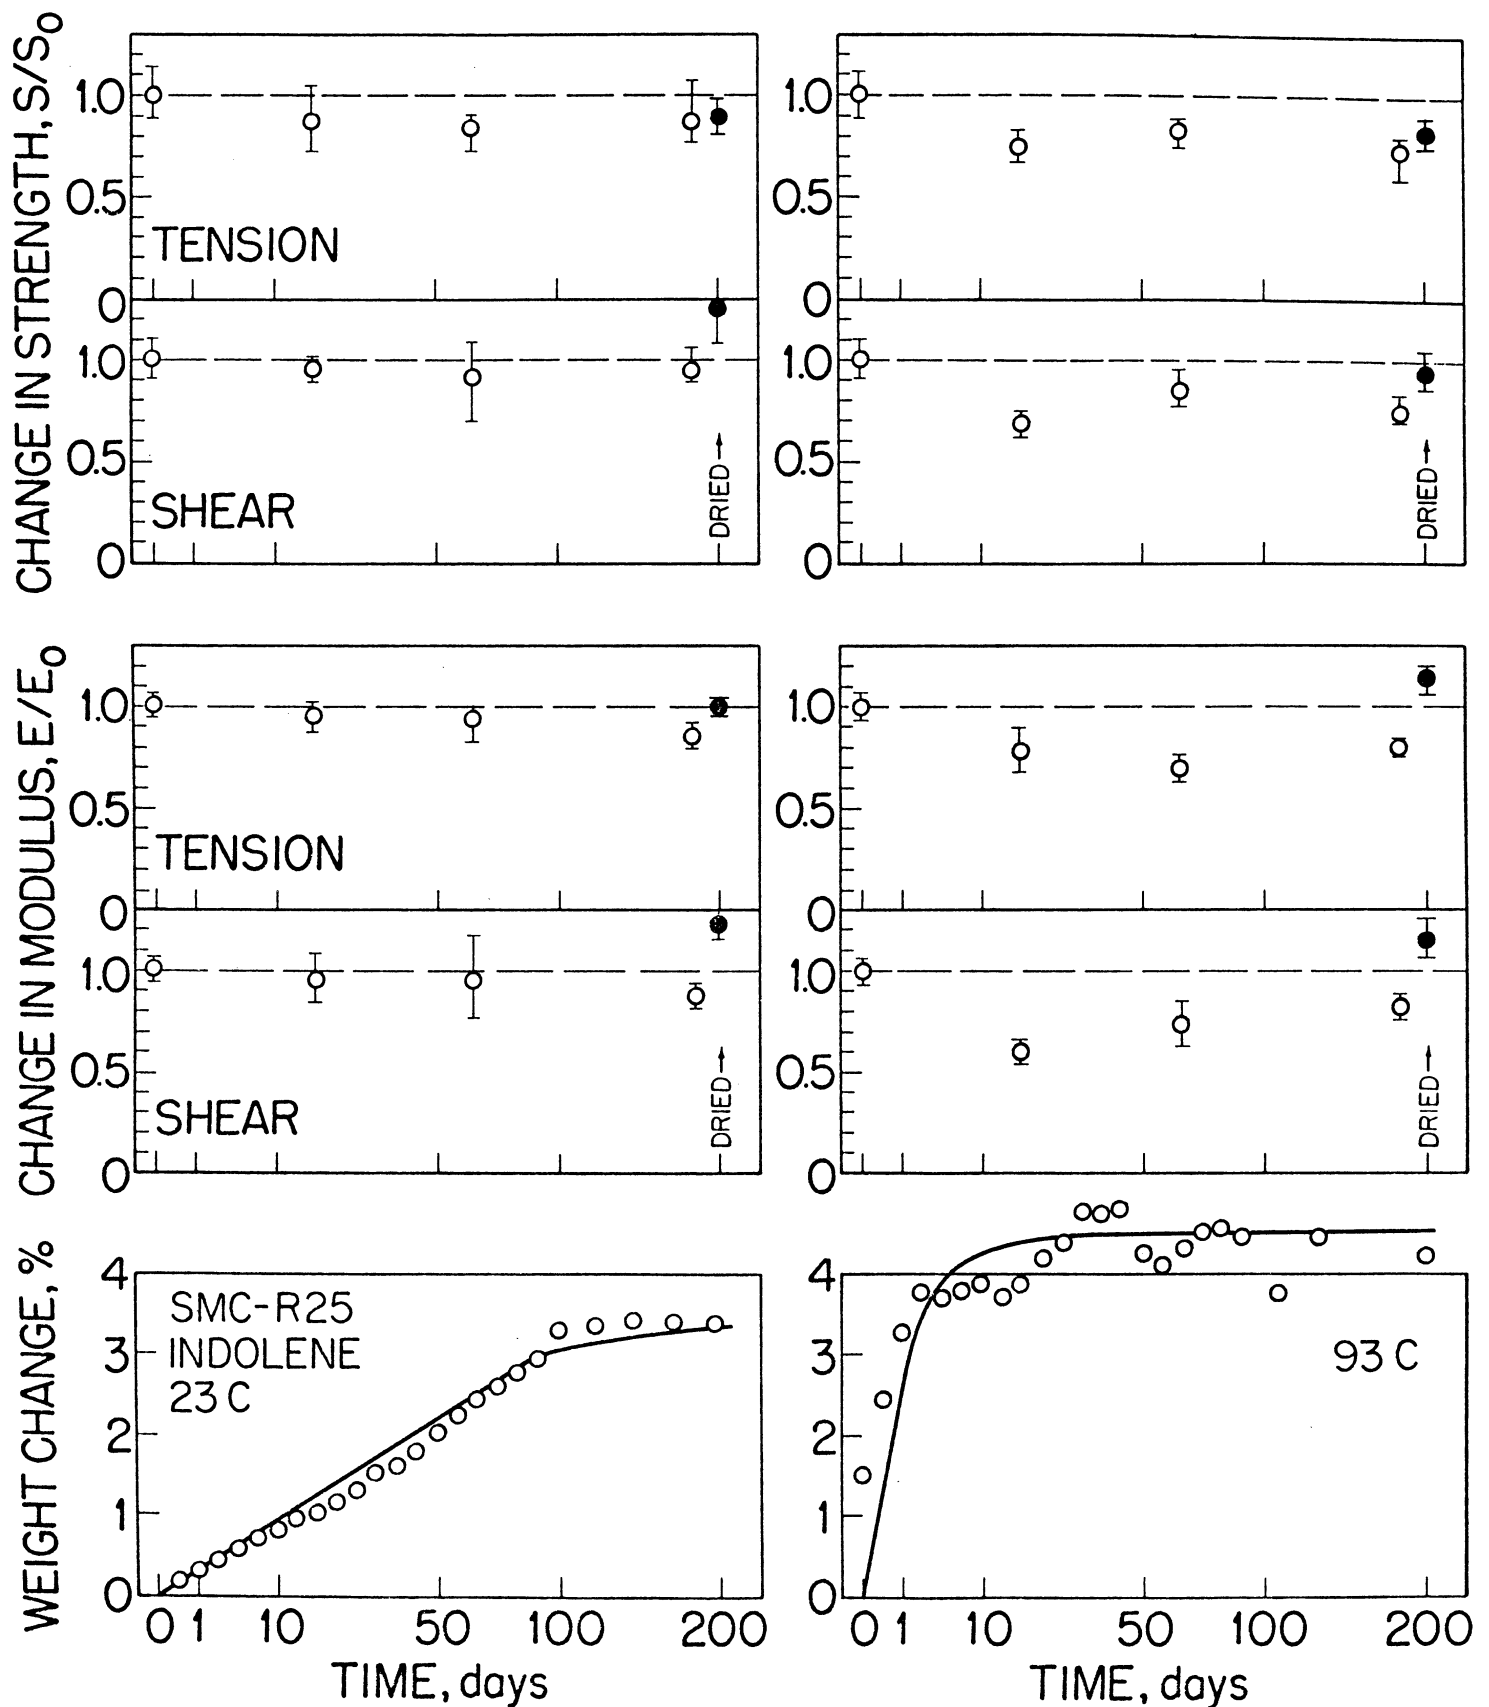 CHANGE IN STRENGTH, S/S₀
1.0
0.5
TENSION
0
1.0
0.5
SHEAR
DRIED
0
1.0
0.5
0
1.0
0.5
DRIED
0
CHANGE IN MODULUS, E/E₀
1.0
0.5
TENSION
0
1.0
0.5
SHEAR
DRIED
0
1.0
0.5
0
1.0
0.5
DRIED
0
WEIGHT CHANGE, %
4
3
2
1
0
SMC-R25
INDOLENE
23 C
0 1 10 50 100 200
TIME, days
4
3
2
1
0
93 C
0 1 10 50 100 200
TIME, days